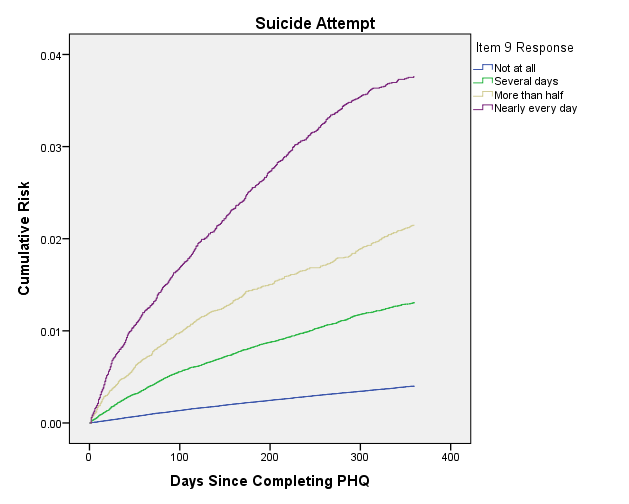 Suicide Attempt
Item 9 Response
Not at all
Several days
More than half
Nearly every day
Cumulative Risk
0.04
0.03
0.02
0.01
0.00
0
100
200
300
400
Days Since Completing PHQ